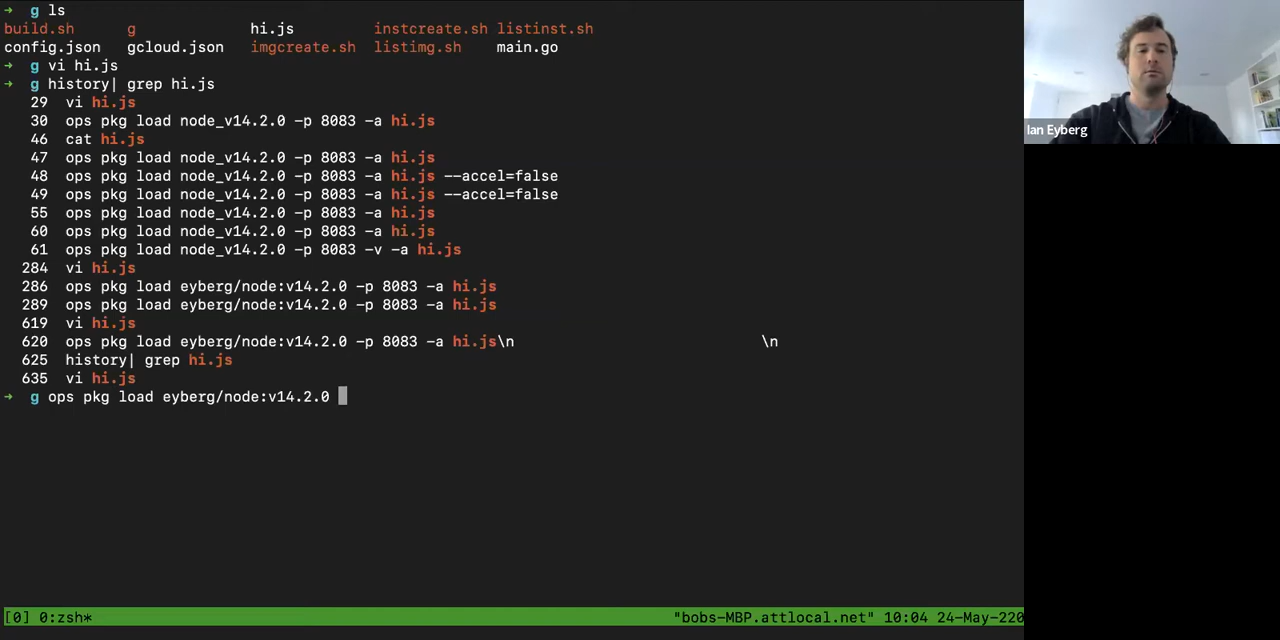 ➜  g ls
build.sh      g            hi.js         instcreate.sh listinst.sh
config.json   gcloud.json   imgcreate.sh  listimg.sh    main.go
➜  g vi hi.js
➜  g history| grep hi.js
29  vi hi.js
30  ops pkg load node_v14.2.0 -p 8083 -a hi.js
46  cat hi.js
47  ops pkg load node_v14.2.0 -p 8083 -a hi.js
48  ops pkg load node_v14.2.0 -p 8083 -a hi.js --accel=false
49  ops pkg load node_v14.2.0 -p 8083 -a hi.js --accel=false
55  ops pkg load node_v14.2.0 -p 8083 -a hi.js
60  ops pkg load node_v14.2.0 -p 8083 -a hi.js
61  ops pkg load node_v14.2.0 -p 8083 -v -a hi.js
284  vi hi.js
286  ops pkg load eyberg/node:v14.2.0 -p 8083 -a hi.js
289  ops pkg load eyberg/node:v14.2.0 -p 8083 -a hi.js
619  vi hi.js
620  ops pkg load eyberg/node:v14.2.0 -p 8083 -a hi.js\n                            \n
625  history| grep hi.js
635  vi hi.js
➜  g ops pkg load eyberg/node:v14.2.0
[0] 0:zsh*    "bobs-MBP.attlocal.net" 10:04 24-May-220
Ian Eyberg